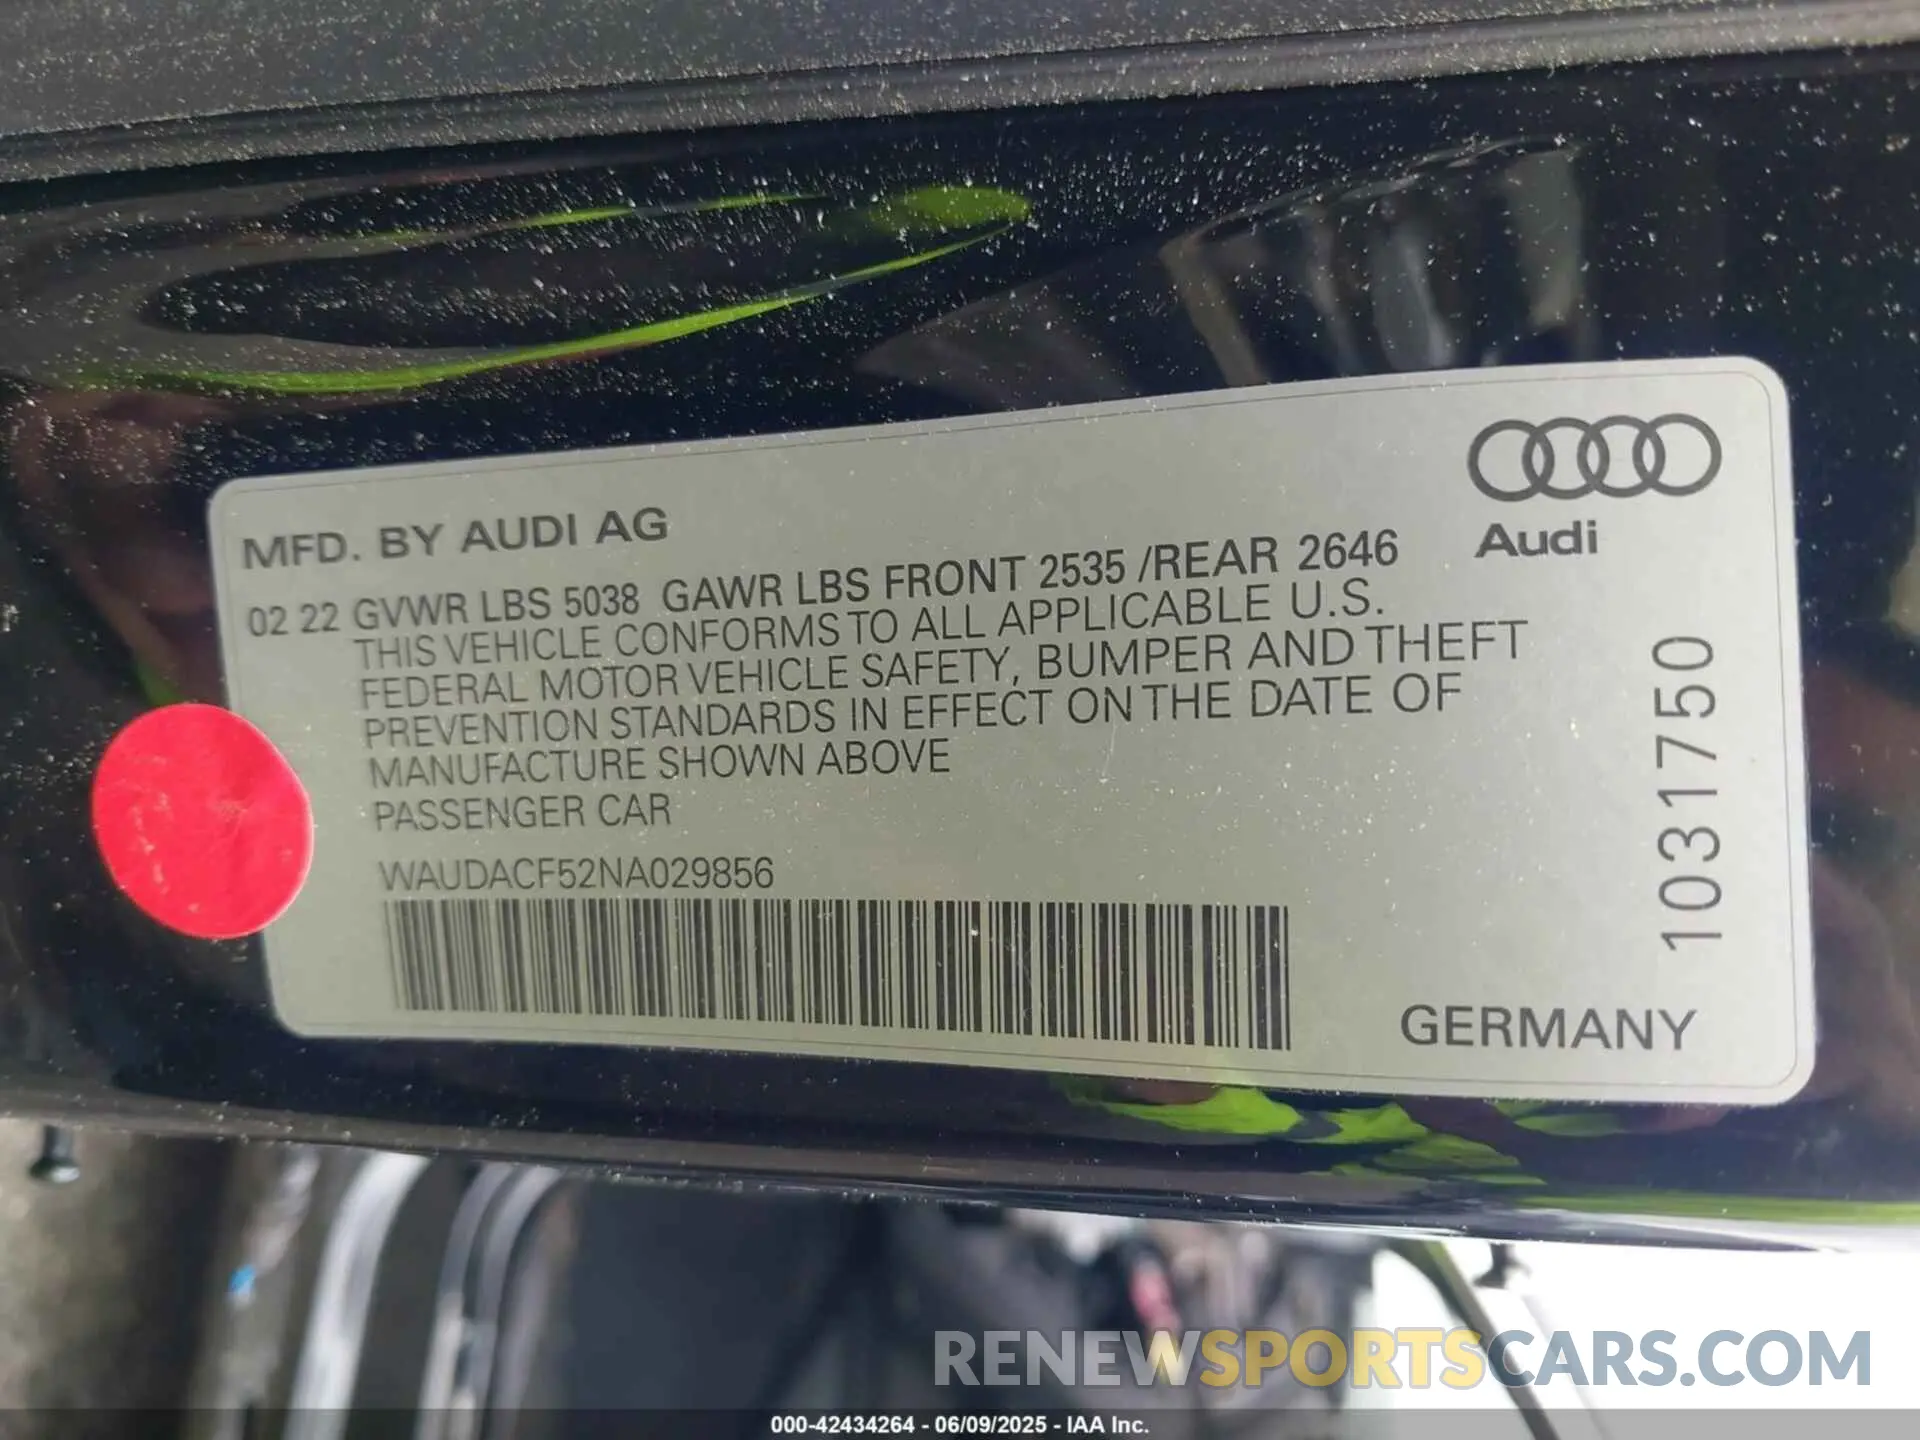 MFD. BY AUDI AG
Audi
02 22 GVWR LBS 5038 GAWR LBS FRONT 2535 /REAR 2646
THIS VEHICLE CONFORMS TO ALL APPLICABLE U.S.
FEDERAL MOTOR VEHICLE SAFETY, BUMPER AND THEFT
PREVENTION STANDARDS IN EFFECT ON THE DATE OF
MANUFACTURE SHOWN ABOVE
PASSENGER CAR
WAUDACF52NA029856
1031750
GERMANY
RENEWSPORTSCARS.COM
000-42434264 - 06/09/2025 - IAA Inc.